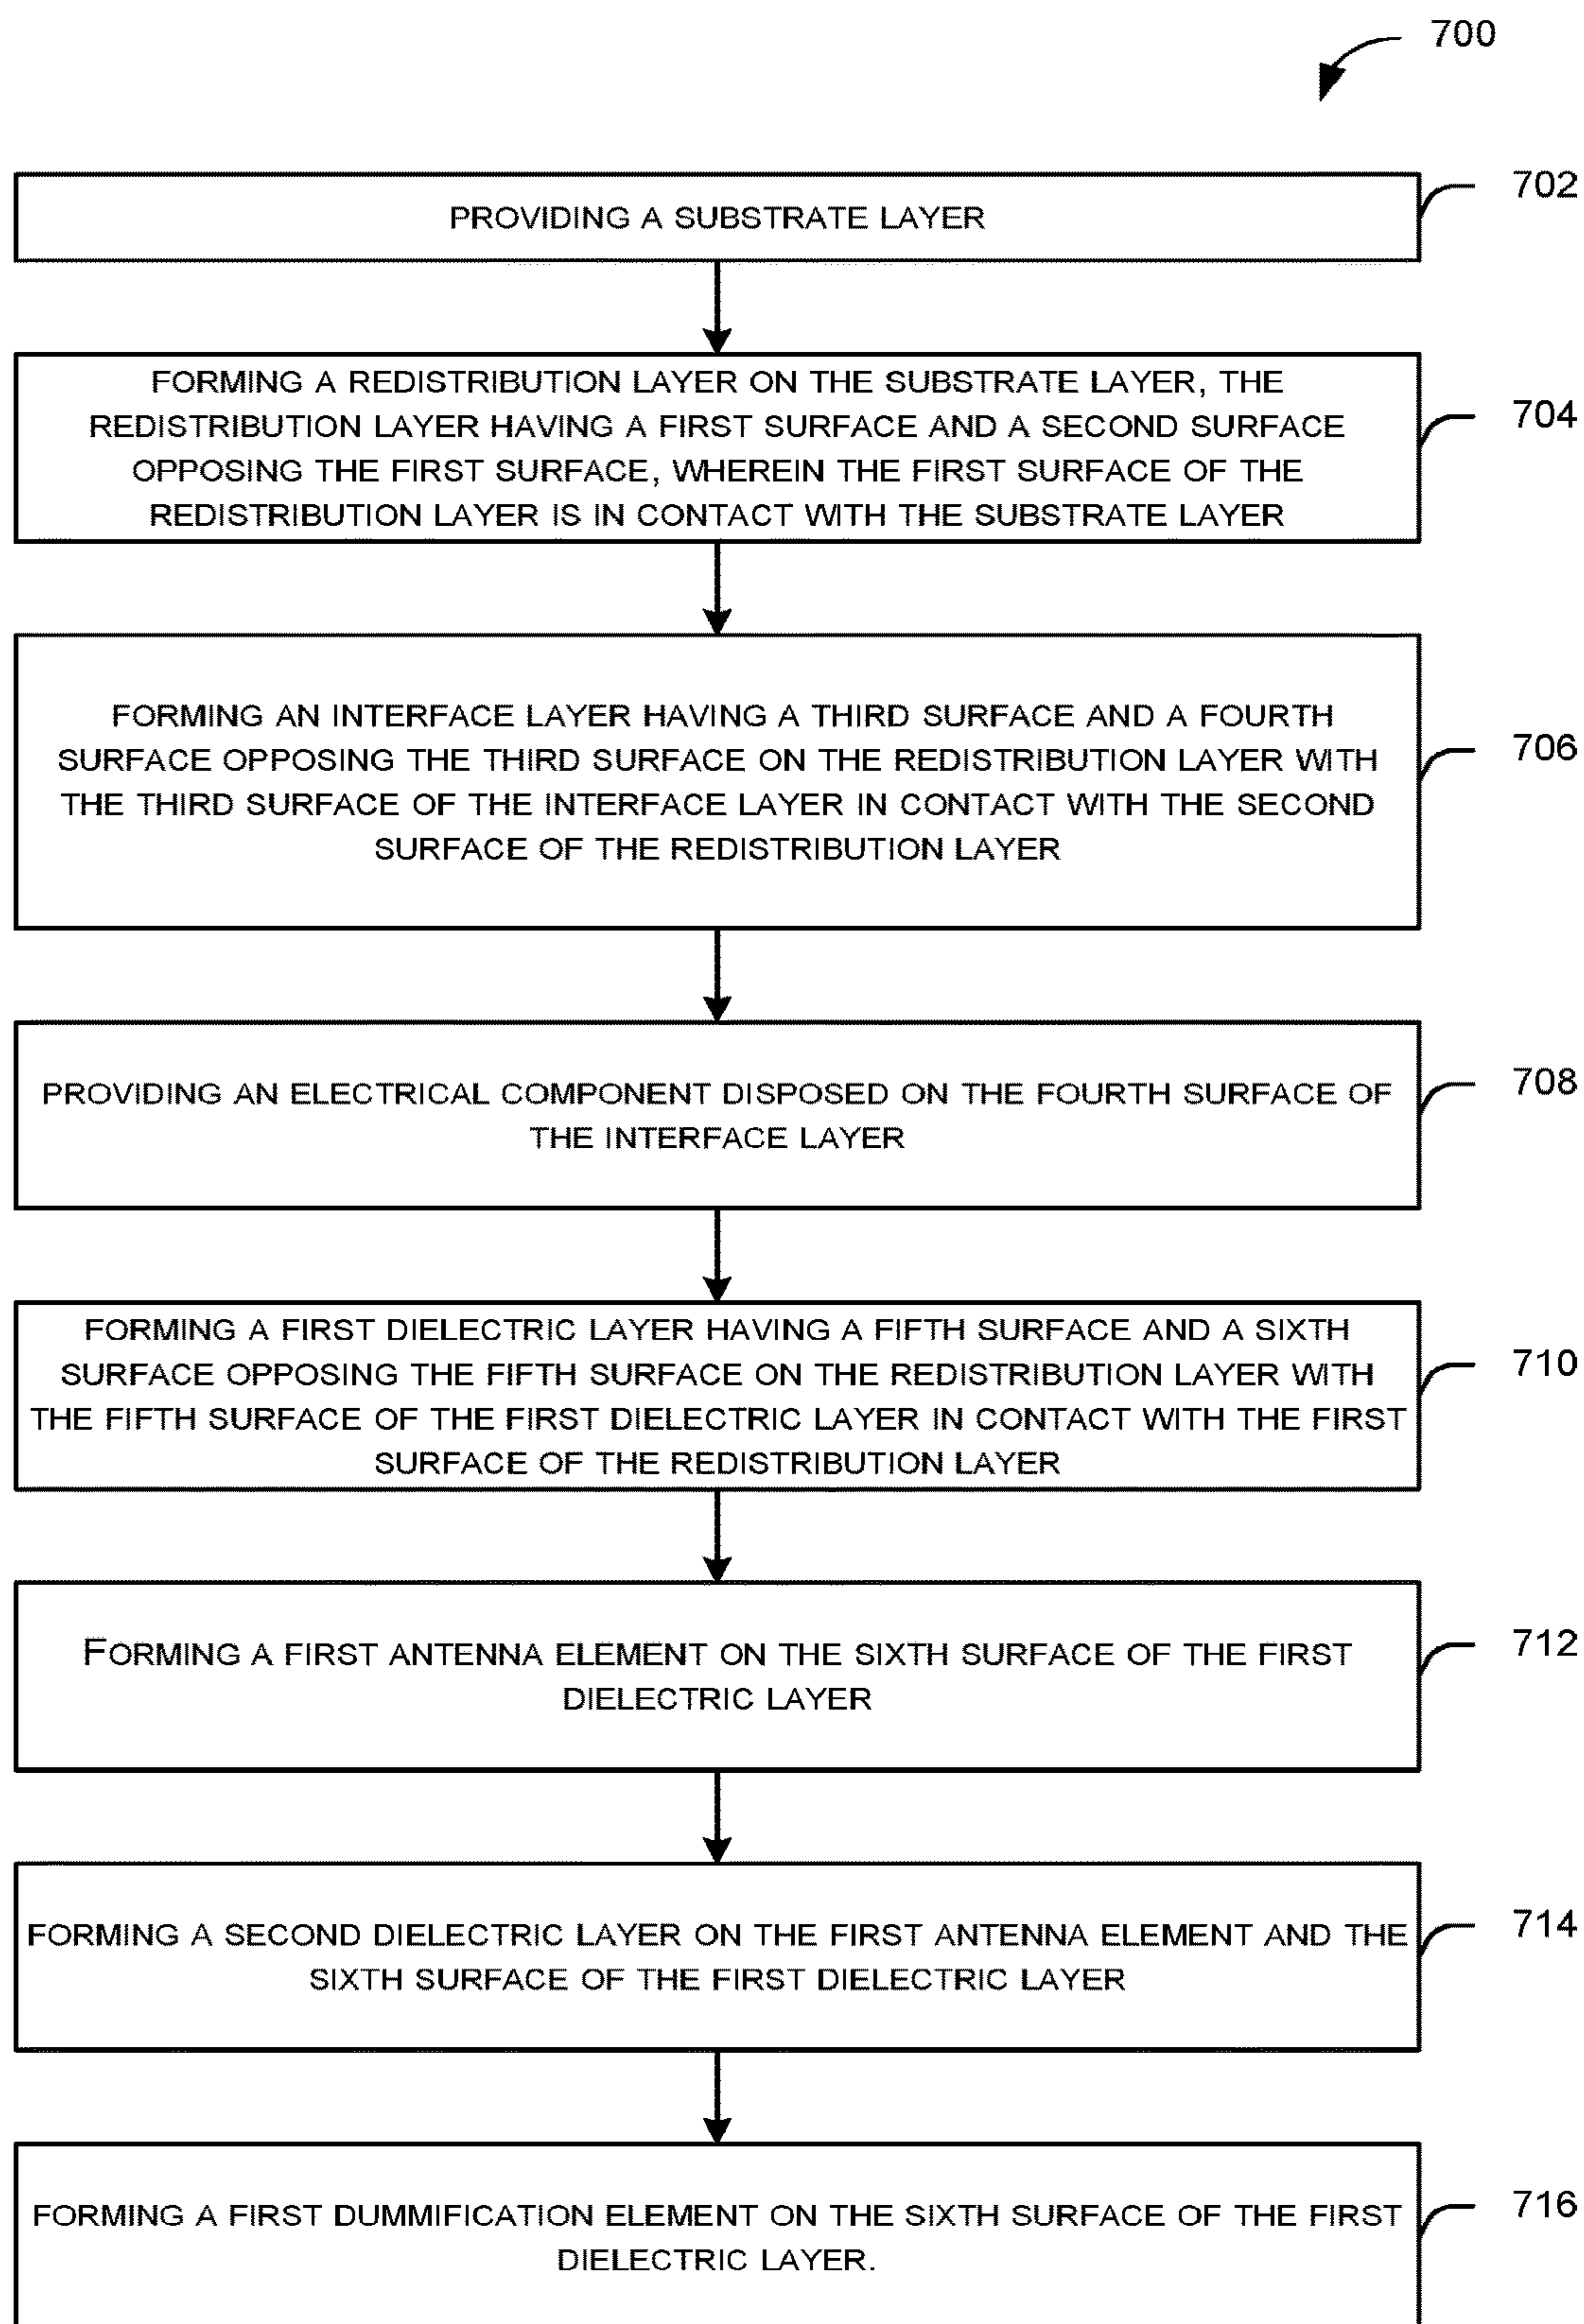 700
702
PROVIDING A SUBSTRATE LAYER
FORMING A REDISTRIBUTION LAYER ON THE SUBSTRATE LAYER, THE
REDISTRIBUTION LAYER HAVING A FIRST SURFACE AND A SECOND SURFACE
OPPOSING THE FIRST SURFACE, WHEREIN THE FIRST SURFACE OF THE
REDISTRIBUTION LAYER IS IN CONTACT WITH THE SUBSTRATE LAYER
704
FORMING AN INTERFACE LAYER HAVING A THIRD SURFACE AND A FOURTH
SURFACE OPPOSING THE THIRD SURFACE ON THE REDISTRIBUTION LAYER WITH
THE THIRD SURFACE OF THE INTERFACE LAYER IN CONTACT WITH THE SECOND
SURFACE OF THE REDISTRIBUTION LAYER
706
PROVIDING AN ELECTRICAL COMPONENT DISPOSED ON THE FOURTH SURFACE OF
THE INTERFACE LAYER
708
FORMING A FIRST DIELECTRIC LAYER HAVING A FIFTH SURFACE AND A SIXTH
SURFACE OPPOSING THE FIFTH SURFACE ON THE REDISTRIBUTION LAYER WITH
THE FIFTH SURFACE OF THE FIRST DIELECTRIC LAYER IN CONTACT WITH THE FIRST
SURFACE OF THE REDISTRIBUTION LAYER
710
FORMING A FIRST ANTENNA ELEMENT ON THE SIXTH SURFACE OF THE FIRST
DIELECTRIC LAYER
712
FORMING A SECOND DIELECTRIC LAYER ON THE FIRST ANTENNA ELEMENT AND THE
SIXTH SURFACE OF THE FIRST DIELECTRIC LAYER
714
FORMING A FIRST DUMMIFICATION ELEMENT ON THE SIXTH SURFACE OF THE FIRST
DIELECTRIC LAYER.
716